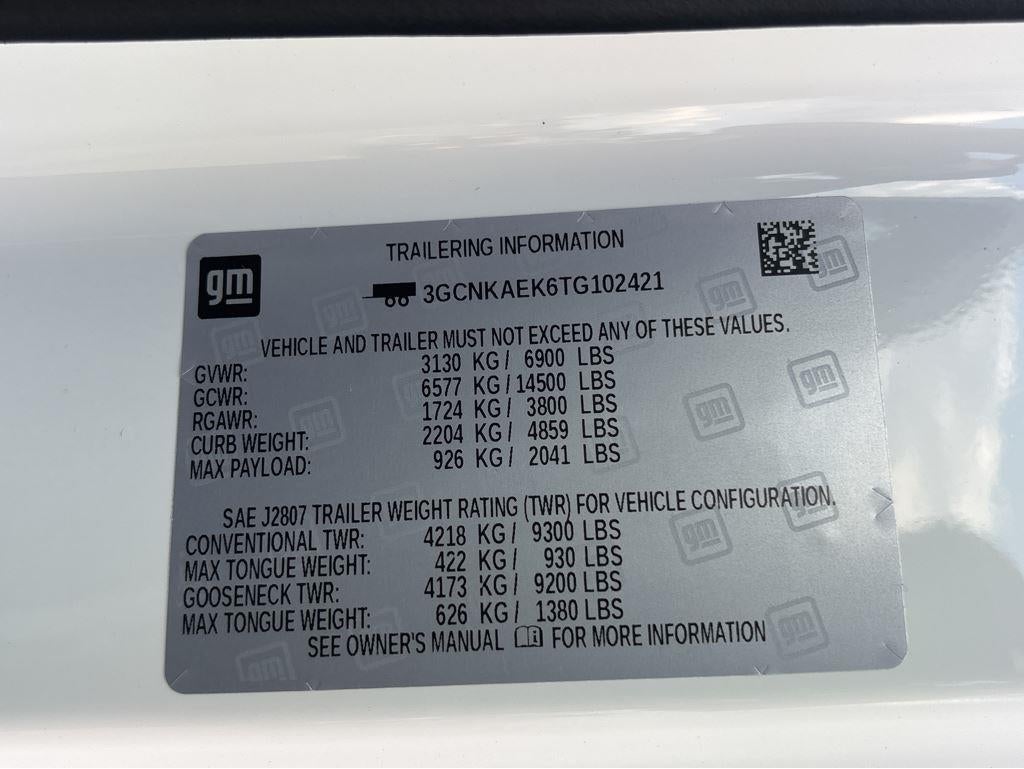 gm
TRAILERING INFORMATION
3GCNKAEK6TG102421
VEHICLE AND TRAILER MUST NOT EXCEED ANY OF THESE VALUES.
GVWR: 3130 KG / 6900 LBS
GCWR: 6577 KG / 14500 LBS
RGAWR: 1724 KG / 3800 LBS
CURB WEIGHT: 2204 KG / 4859 LBS
MAX PAYLOAD: 926 KG / 2041 LBS
SAE J2807 TRAILER WEIGHT RATING (TWR) FOR VEHICLE CONFIGURATION.
CONVENTIONAL TWR: 4218 KG / 9300 LBS
MAX TONGUE WEIGHT: 422 KG / 930 LBS
GOOSENECK TWR: 4173 KG / 9200 LBS
MAX TONGUE WEIGHT: 626 KG / 1380 LBS
SEE OWNER'S MANUAL FOR MORE INFORMATION